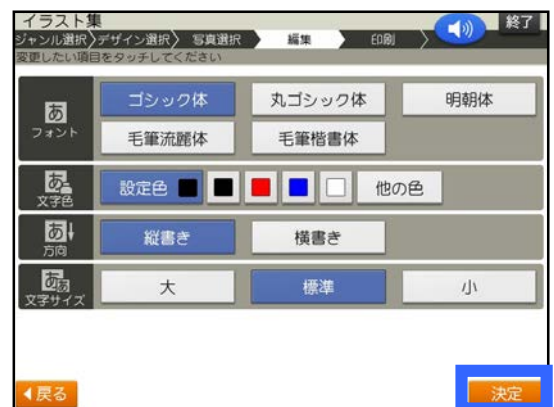 イラスト集
終了
ジャンル選択 デザイン選択 写真選択 編集 印刷
変更したい項目をタッチしてください
あ
フォント
ゴシック体 丸ゴシック体 明朝体
毛筆流麗体 毛筆楷書体
あ
文字色
設定色 他の色
あ
方向
縦書き 横書き
ああ
文字サイズ
大 標準 小
戻る 決定